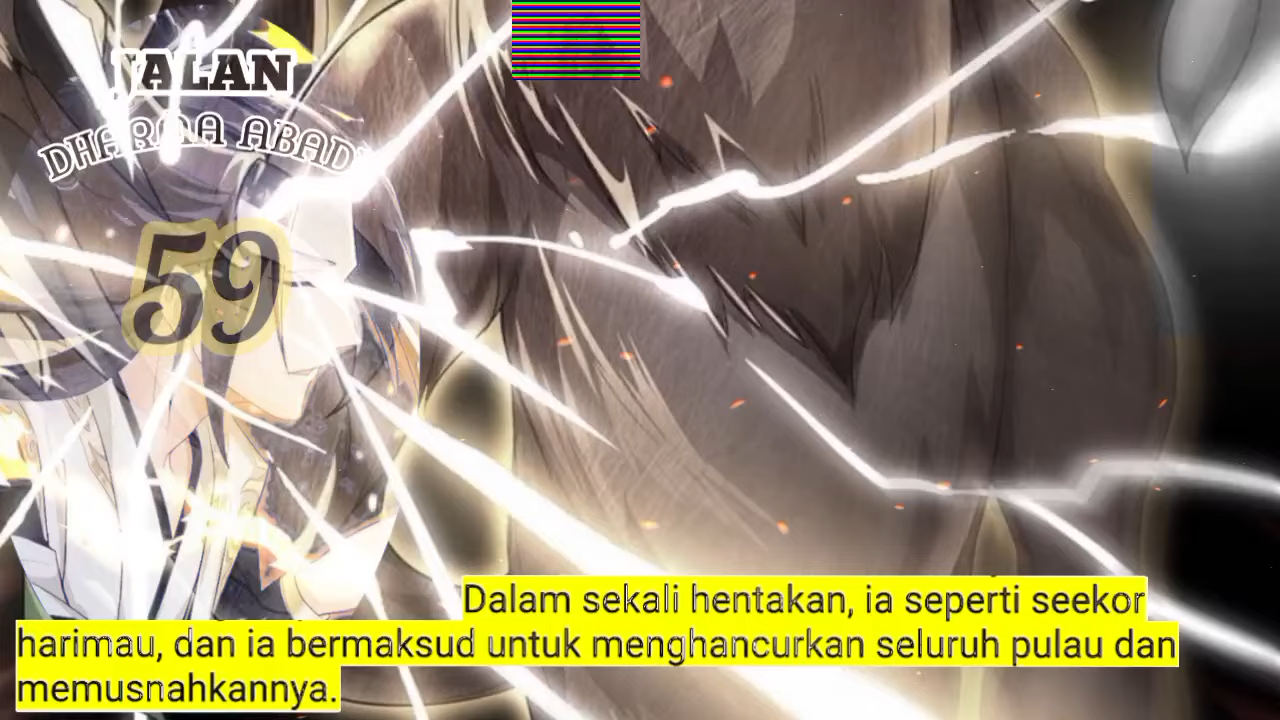 JALAN
DHARMA ABADI
59
Dalam sekali hentakan, ia seperti seekor
harimau, dan ia bermaksud untuk menghancurkan seluruh pulau dan
memusnahkannya.